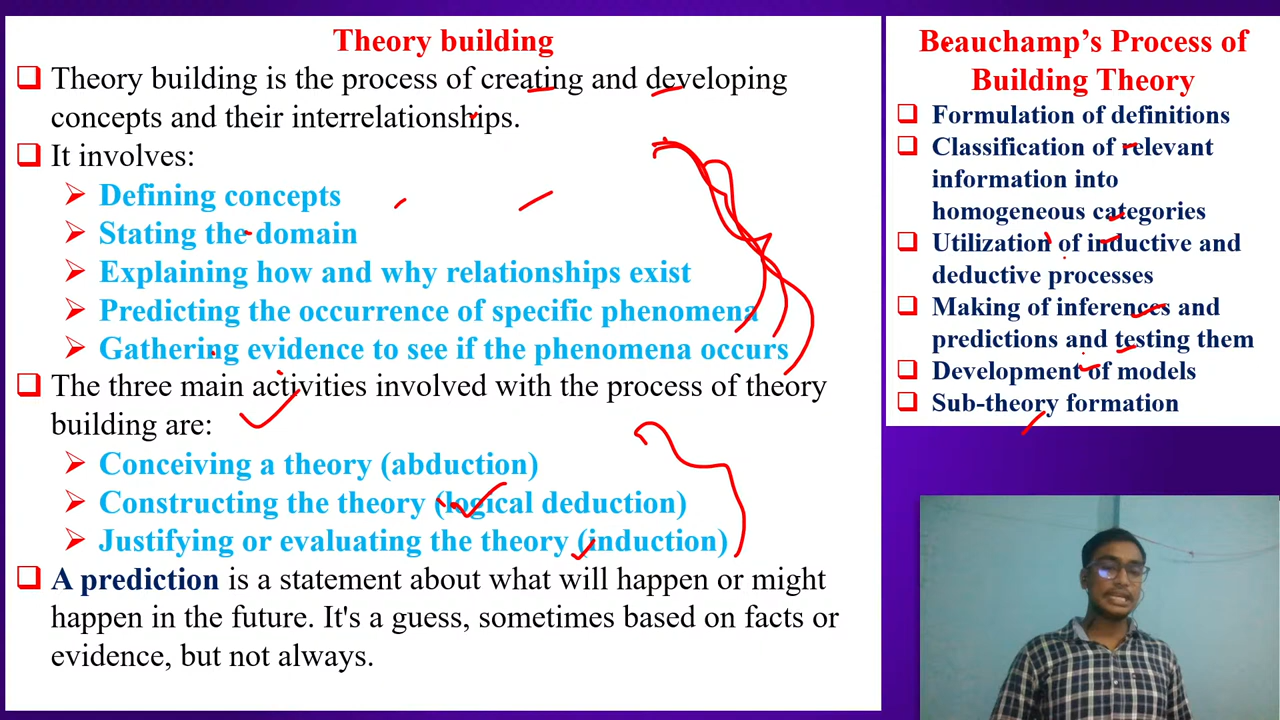 Theory building
❑ Theory building is the process of creating and developing
concepts and their interrelationships.
❑ It involves:
➢ Defining concepts
➢ Stating the domain
➢ Explaining how and why relationships exist
➢ Predicting the occurrence of specific phenomena
➢ Gathering evidence to see if the phenomena occurs
❑ The three main activities involved with the process of theory
building are:
➢ Conceiving a theory (abduction)
➢ Constructing the theory (logical deduction)
➢ Justifying or evaluating the theory (induction)
❑ A prediction is a statement about what will happen or might
happen in the future. It's a guess, sometimes based on facts or
evidence, but not always.
Beauchamp’s Process of
Building Theory
❑ Formulation of definitions
❑ Classification of relevant
information into
homogeneous categories
❑ Utilization of inductive and
deductive processes
❑ Making of inferences and
predictions and testing them
❑ Development of models
❑ Sub-theory formation